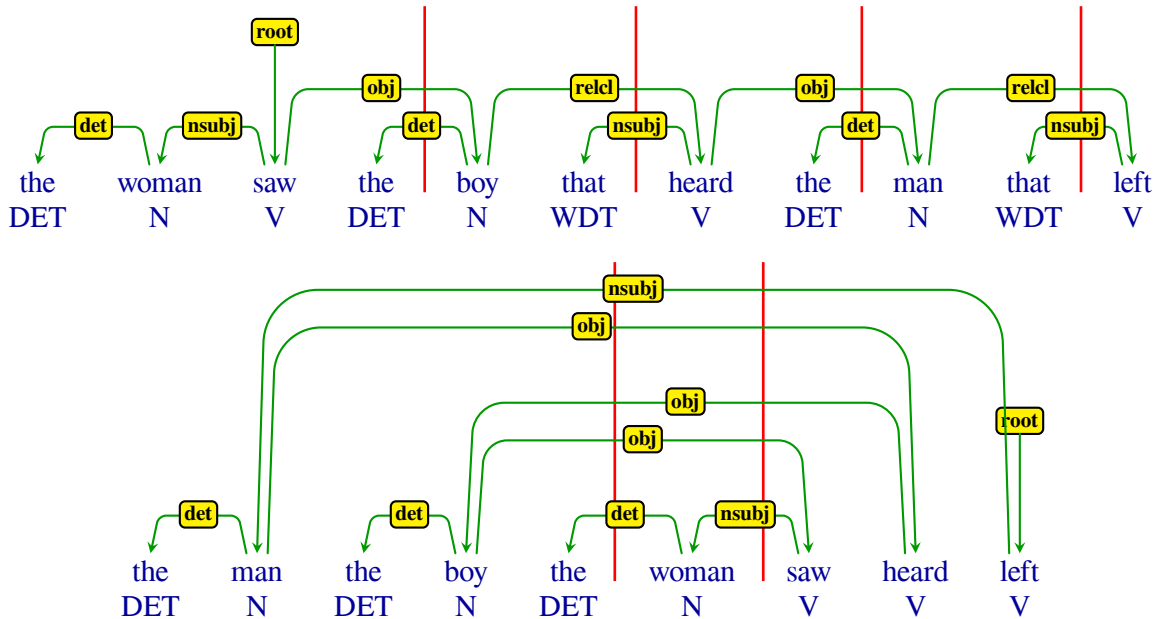 root
obj relcl obj relcl
det nsubj det nsubj det nsubj
the woman saw the boy that heard the man that left
DET N V DET N WDT V DET N WDT V
nsubj
obj
obj
root
obj
det det det nsubj
the man the boy the woman saw heard left
DET N DET N DET N V V V